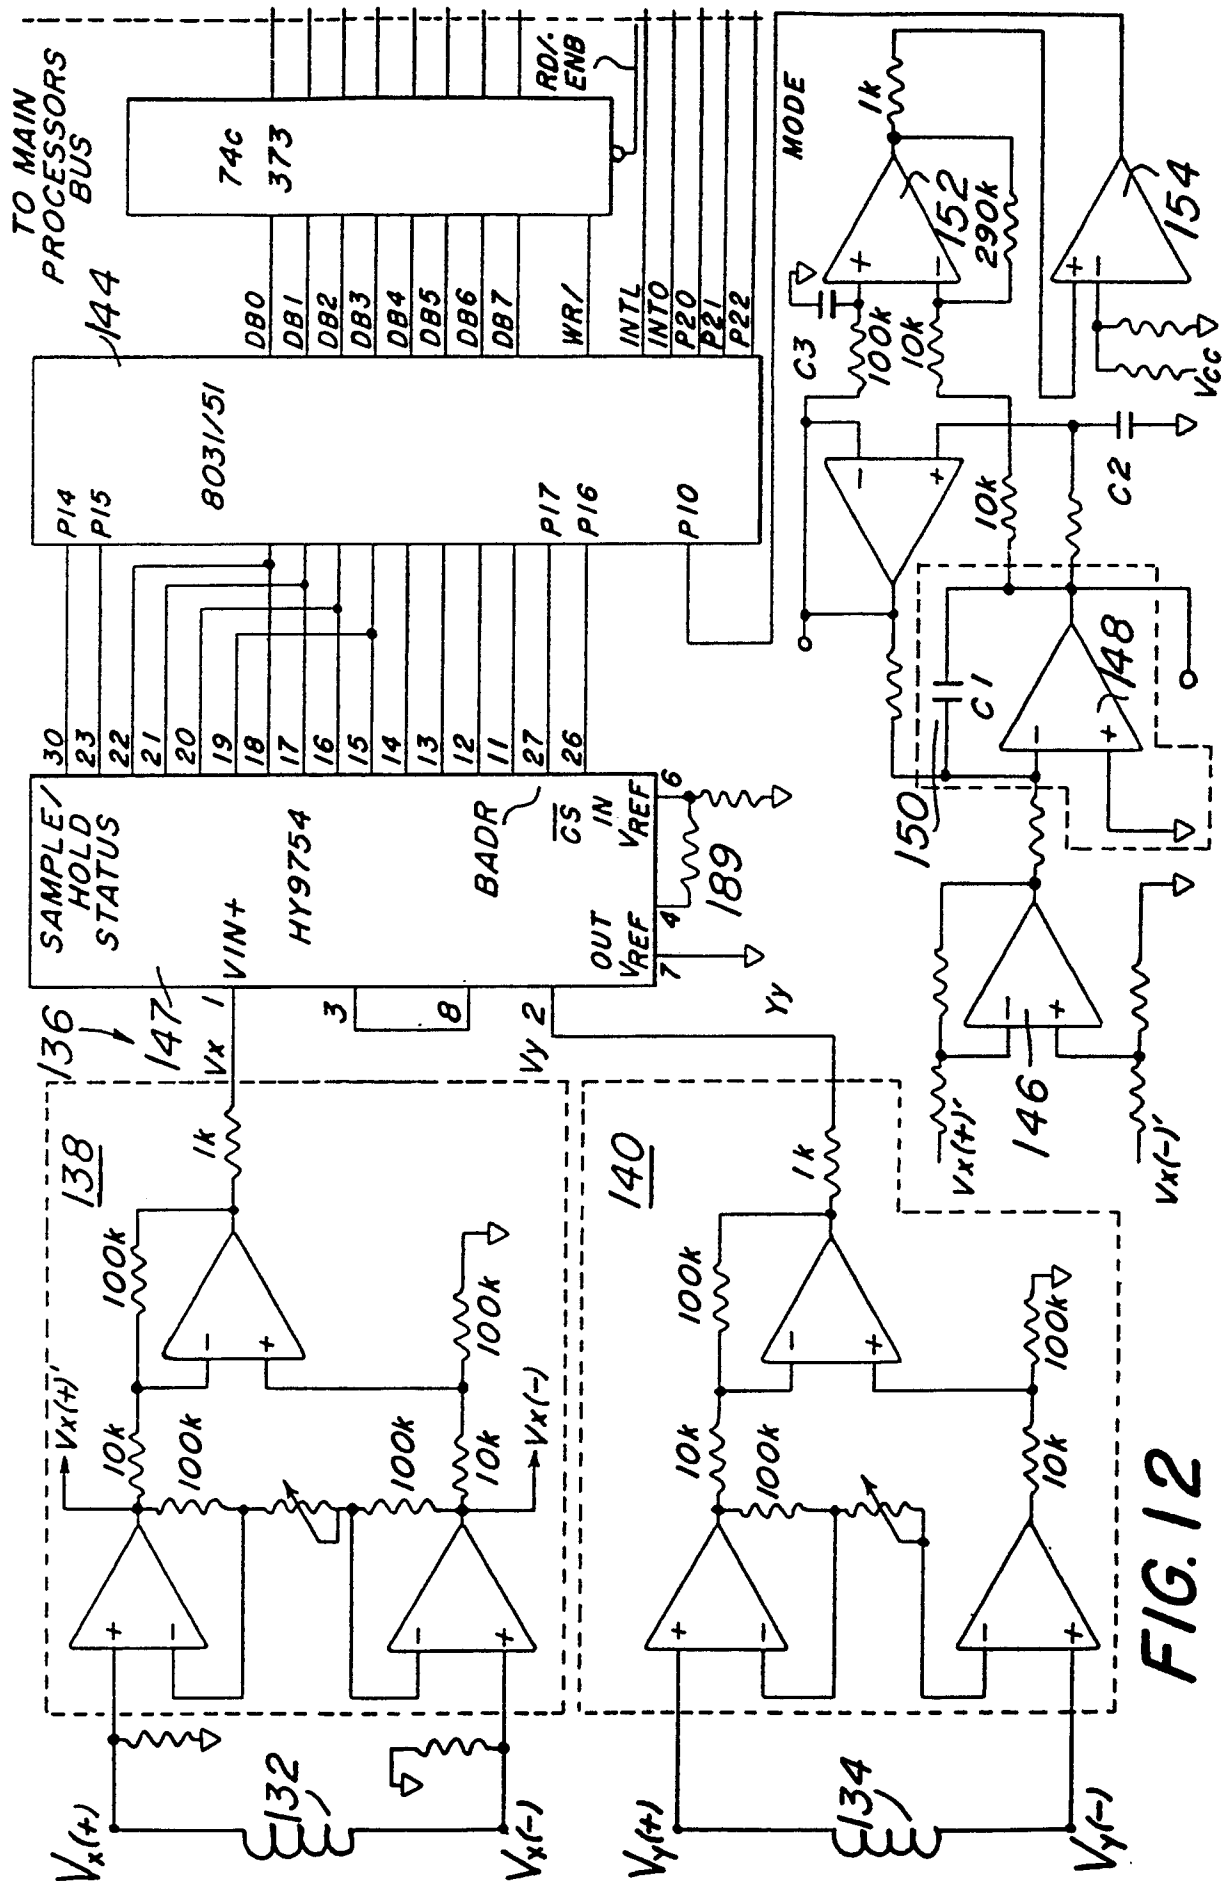 TO MAIN
PROCESSORS
BUS
144
74C
373
RD/·
ENB
DB0
DB1
DB2
DB3
DB4
DB5
DB6
DB7
WR/
INTL
INTO
P20
P21
P22
P14
P15
8031/51
P17
P16
P10
MODE
30
23
22
21
20
19
18
17
16
15
14
13
12
11
27
26
SAMPLE/
HOLD
STATUS
VIN+
HY9754
BADR
CS
IN
VREF
6
OUT
VREF
7
4
189
Yy
136
147
1
Vx
3
8
Vy 2
138
1k
100k
Vx(+)'
10k
100k
100k
10k
100k
Vx(-)
+
-
-
+
-
+
Vx(+)
132
Vx(-)
140
1k
100k
10k
100k
100k
10k
+
-
-
+
-
+
Vy(+)
134
Vy(-)
C3
100k
10k
+
-
152
290k
1k
+
-
154
Vcc
-
+
10k
C2
C1
150
-
+
148
-
+
146
Vx(+)'
Vx(-)'
FIG. 12